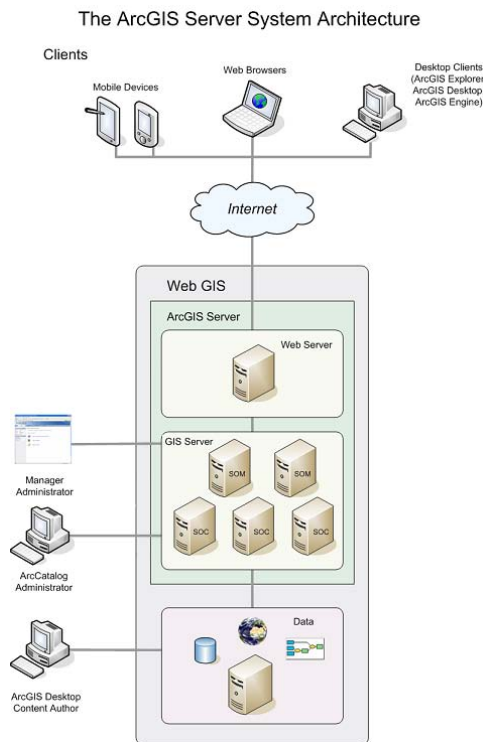 The ArcGIS Server System Architecture
Clients
Mobile Devices
Web Browsers
Desktop Clients
(ArcGIS Explorer
ArcGIS Desktop
ArcGIS Engine)
Internet
Web GIS
ArcGIS Server
Web Server
GIS Server
SOM
SOM
SOC
SOC
SOC
Manager
Administrator
ArcCatalog
Administrator
Data
ArcGIS Desktop
Content Author